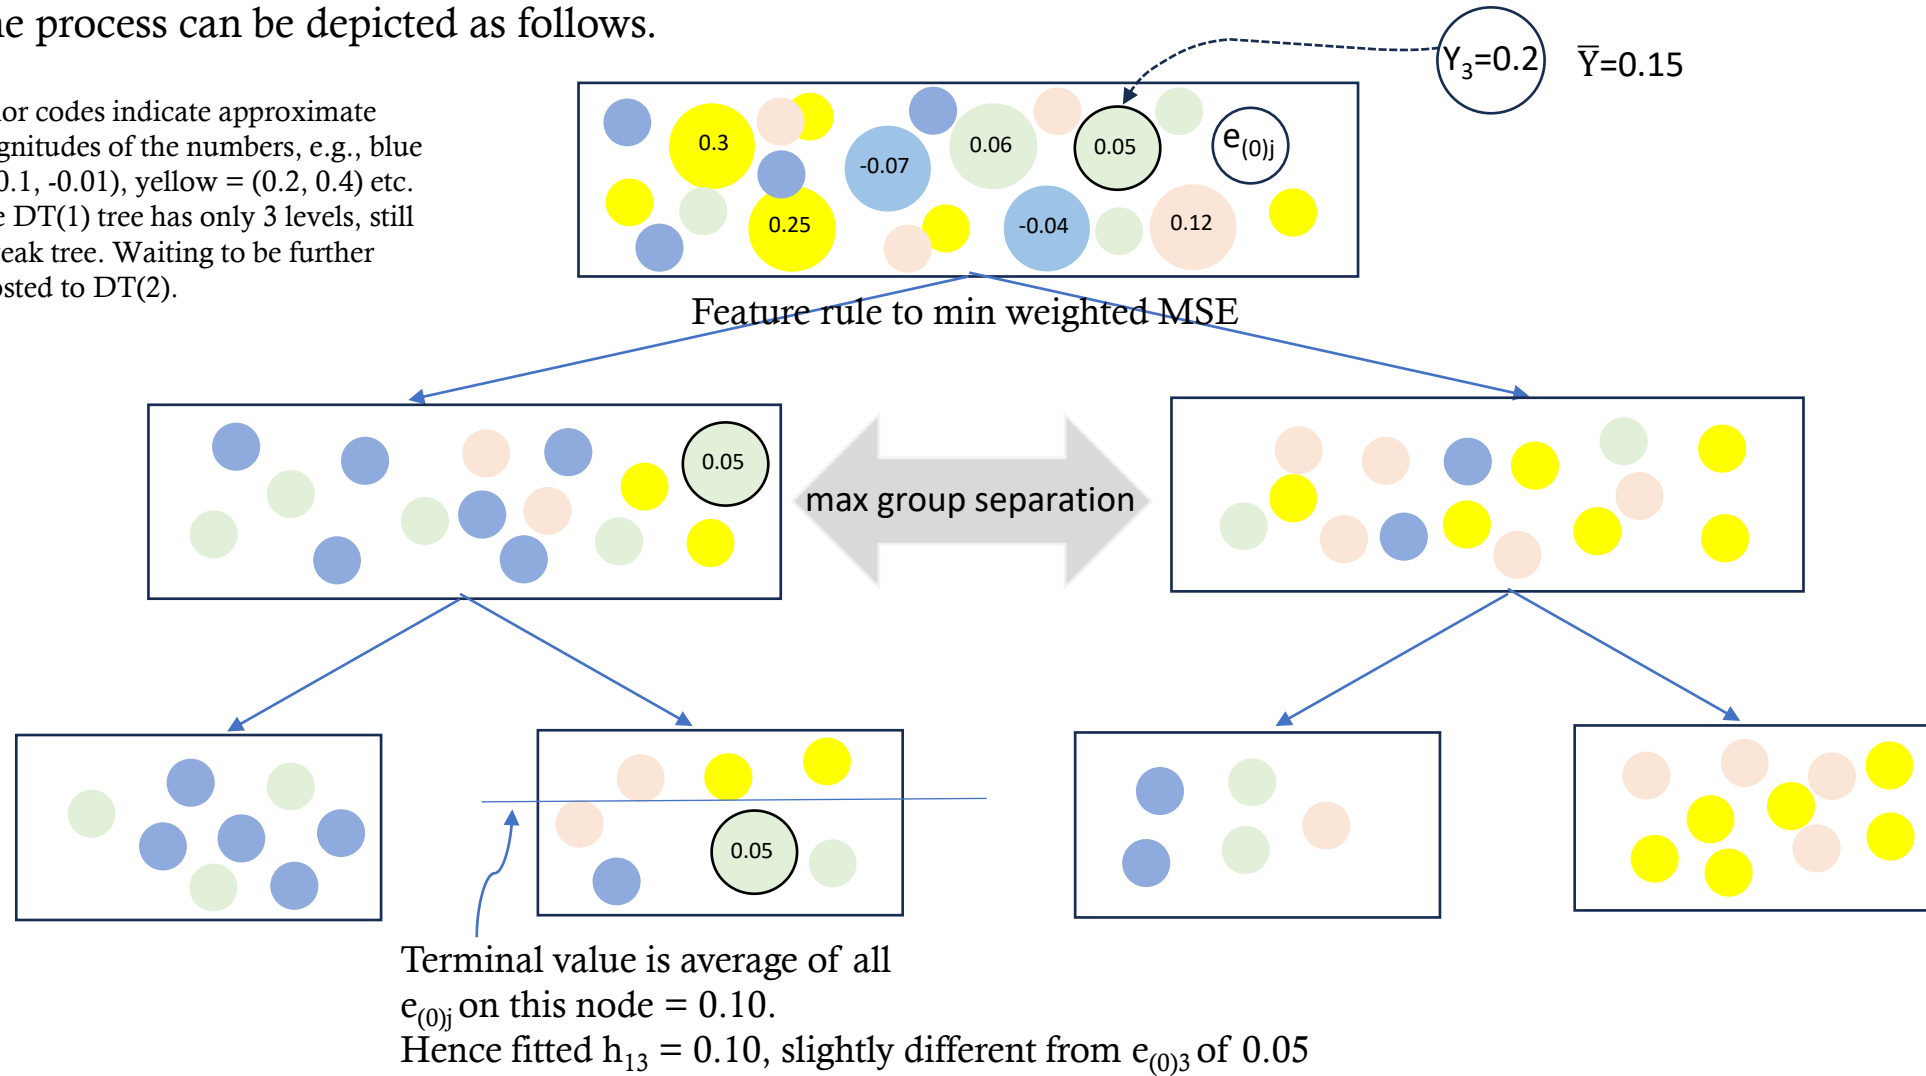 e process can be depicted as follows.
Y3=0.2
Y̅=0.15
or codes indicate approximate
gnitudes of the numbers, e.g., blue
0.1, -0.01), yellow = (0.2, 0.4) etc.
e DT(1) tree has only 3 levels, still
eak tree. Waiting to be further
osted to DT(2).
0.3
-0.07
0.06
0.05
e(0)j
0.25
-0.04
0.12
Feature rule to min weighted MSE
0.05
max group separation
0.05
Terminal value is average of all
e(0)j on this node = 0.10.
Hence fitted h13 = 0.10, slightly different from e(0)3 of 0.05